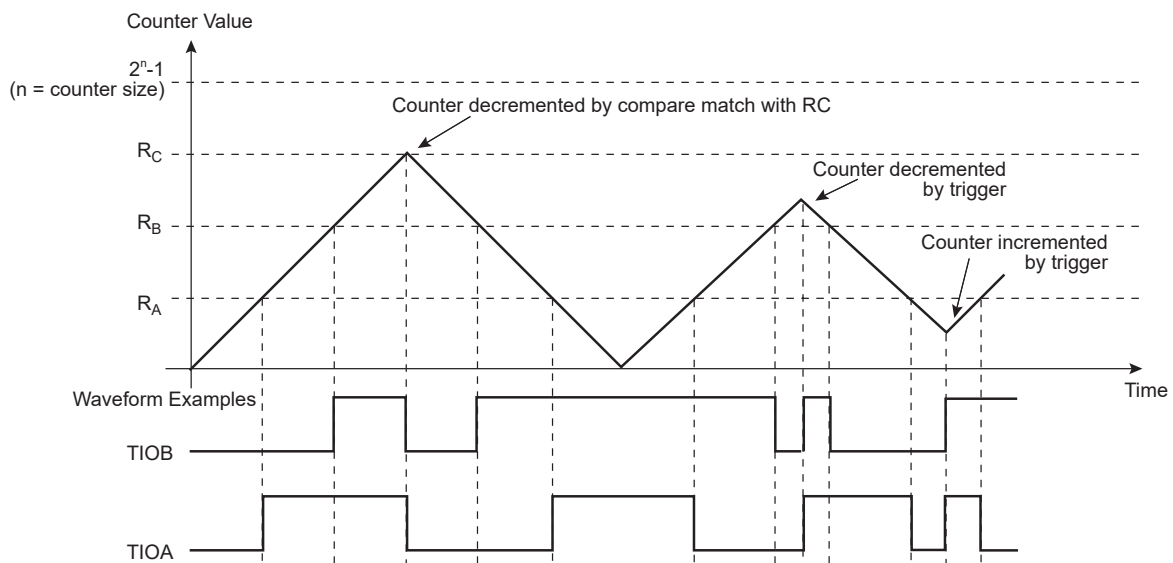 Counter Value
2ⁿ-1
(n = counter size)
Counter decremented by compare match with RC
R_C
Counter decremented
by trigger
R_B
Counter incremented
by trigger
R_A
Time
Waveform Examples
TIOB
TIOA